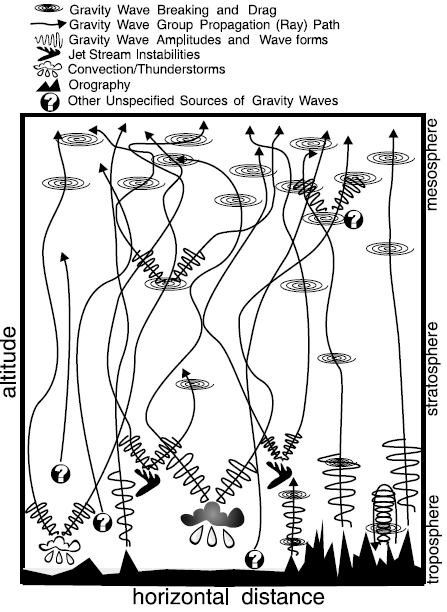 Gravity Wave Breaking and Drag
Gravity Wave Group Propagation (Ray) Path
Gravity Wave Amplitudes and Wave forms
Jet Stream Instabilities
Convection/Thunderstorms
Orography
? Other Unspecified Sources of Gravity Waves
mesosphere
?
stratosphere
altitude
?
?
troposphere
?
horizontal distance